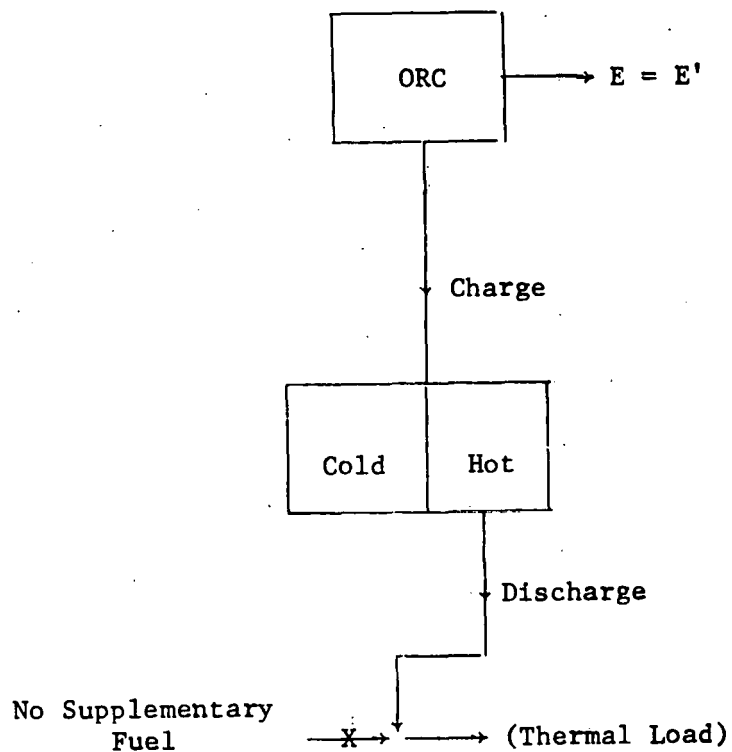 ORC
E = E'
Charge
Cold
Hot
Discharge
No Supplementary
Fuel
X
(Thermal Load)